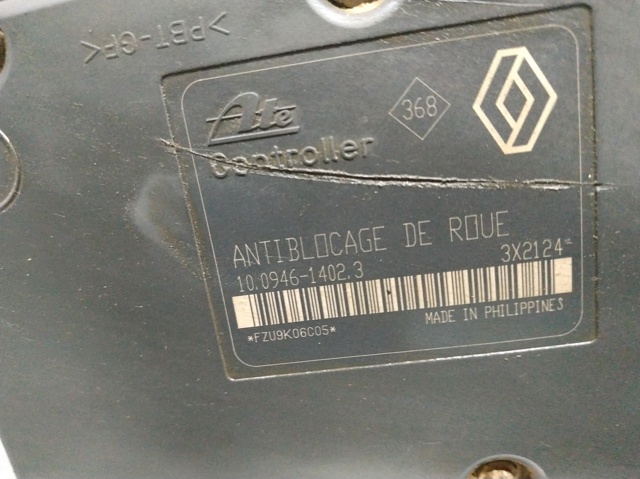 >PBT-GF<
Ate
368
Controller
ANTIBLOCAGE DE ROUE
10.0946-1402.3
3X2124
*FZU9K06C05*
MADE IN PHILIPPINES